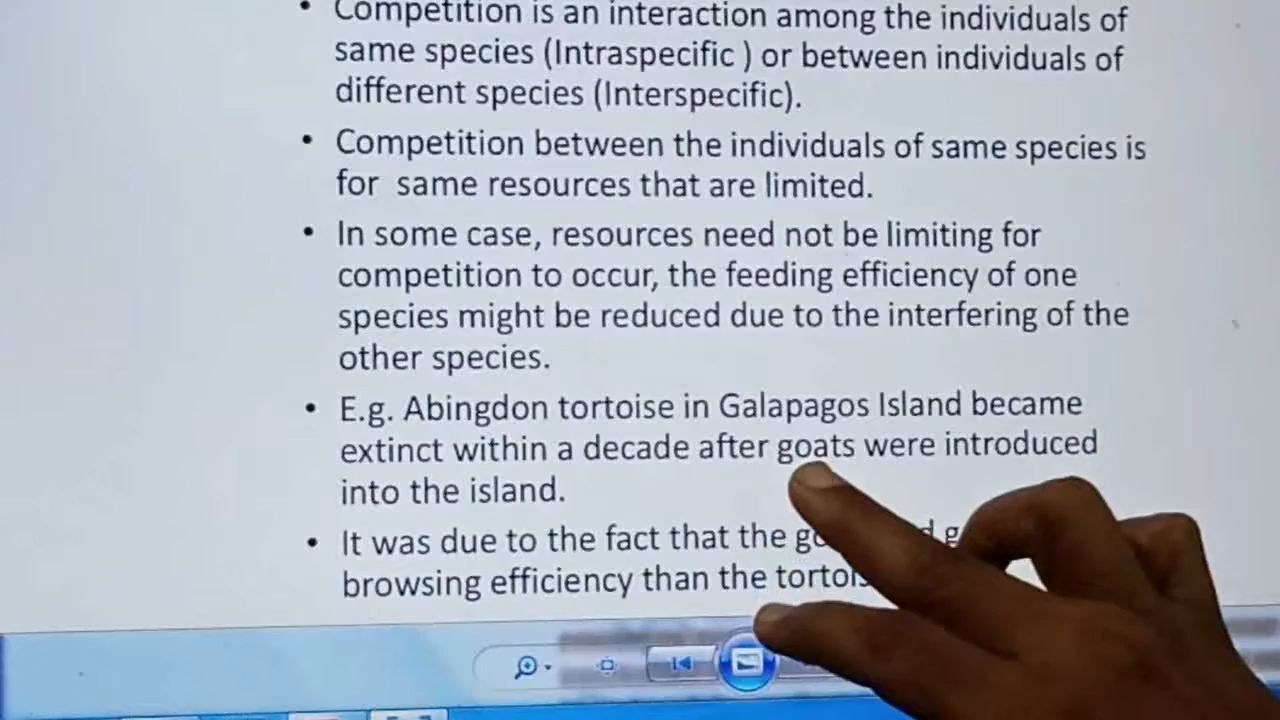 • Competition is an interaction among the individuals of
same species (Intraspecific ) or between individuals of
different species (Interspecific).
• Competition between the individuals of same species is
for same resources that are limited.
• In some case, resources need not be limiting for
competition to occur, the feeding efficiency of one
species might be reduced due to the interfering of the
other species.
• E.g. Abingdon tortoise in Galapagos Island became
extinct within a decade after goats were introduced
into the island.
• It was due to the fact that the
browsing efficiency than the